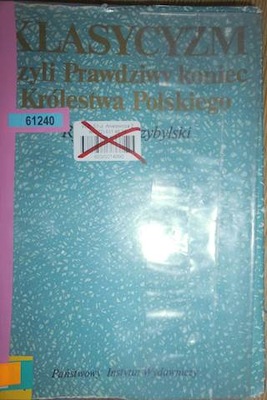 KLASYCYZM
czyli Prawdziwy koniec
Królestwa Polskiego
61240
R zybylski
Państwowy Instytut Wydawniczy